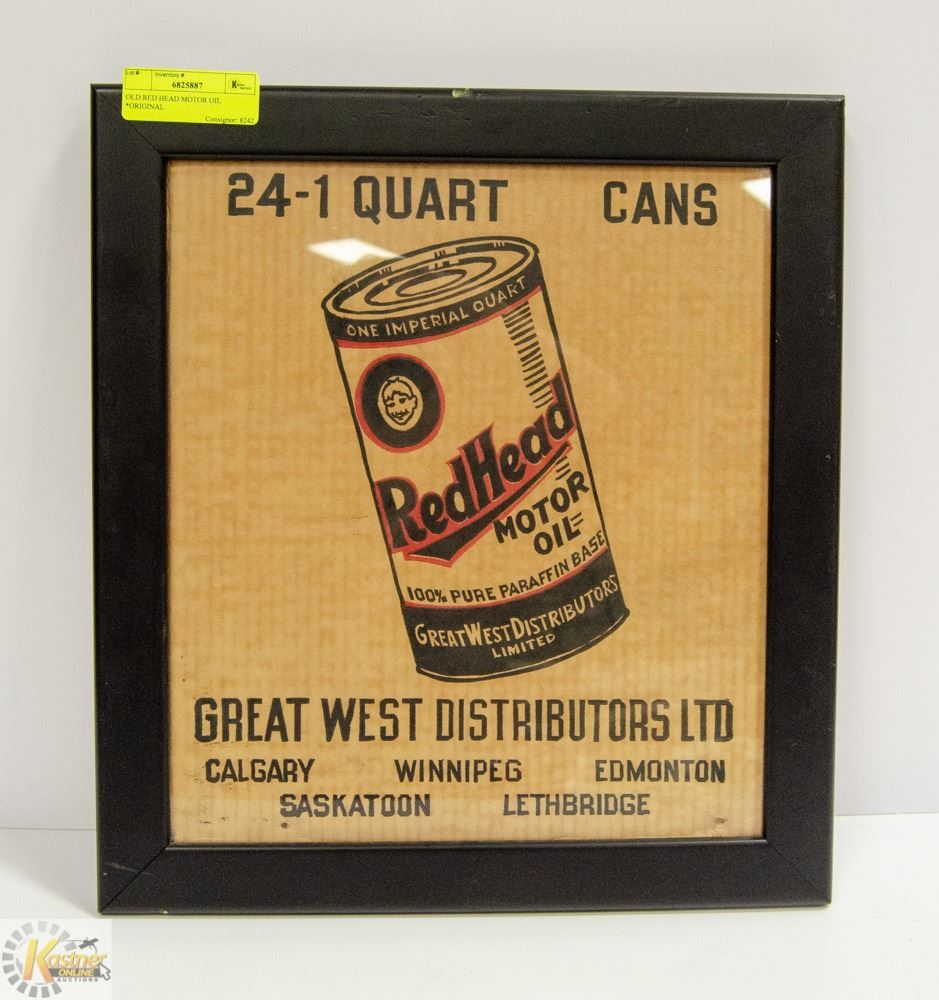 Lot # Inventory #:
6825887
OLD RED HEAD MOTOR OIL
*ORIGINAL
Consignor: 8242
24-1 QUART CANS
ONE IMPERIAL QUART
RedHead
MOTOR
OIL
100% PURE PARAFFIN BASE
GREAT WEST DISTRIBUTORS
LIMITED
GREAT WEST DISTRIBUTORS LTD
CALGARY WINNIPEG EDMONTON
SASKATOON LETHBRIDGE
Kastner
ONLINE
AUCTIONS